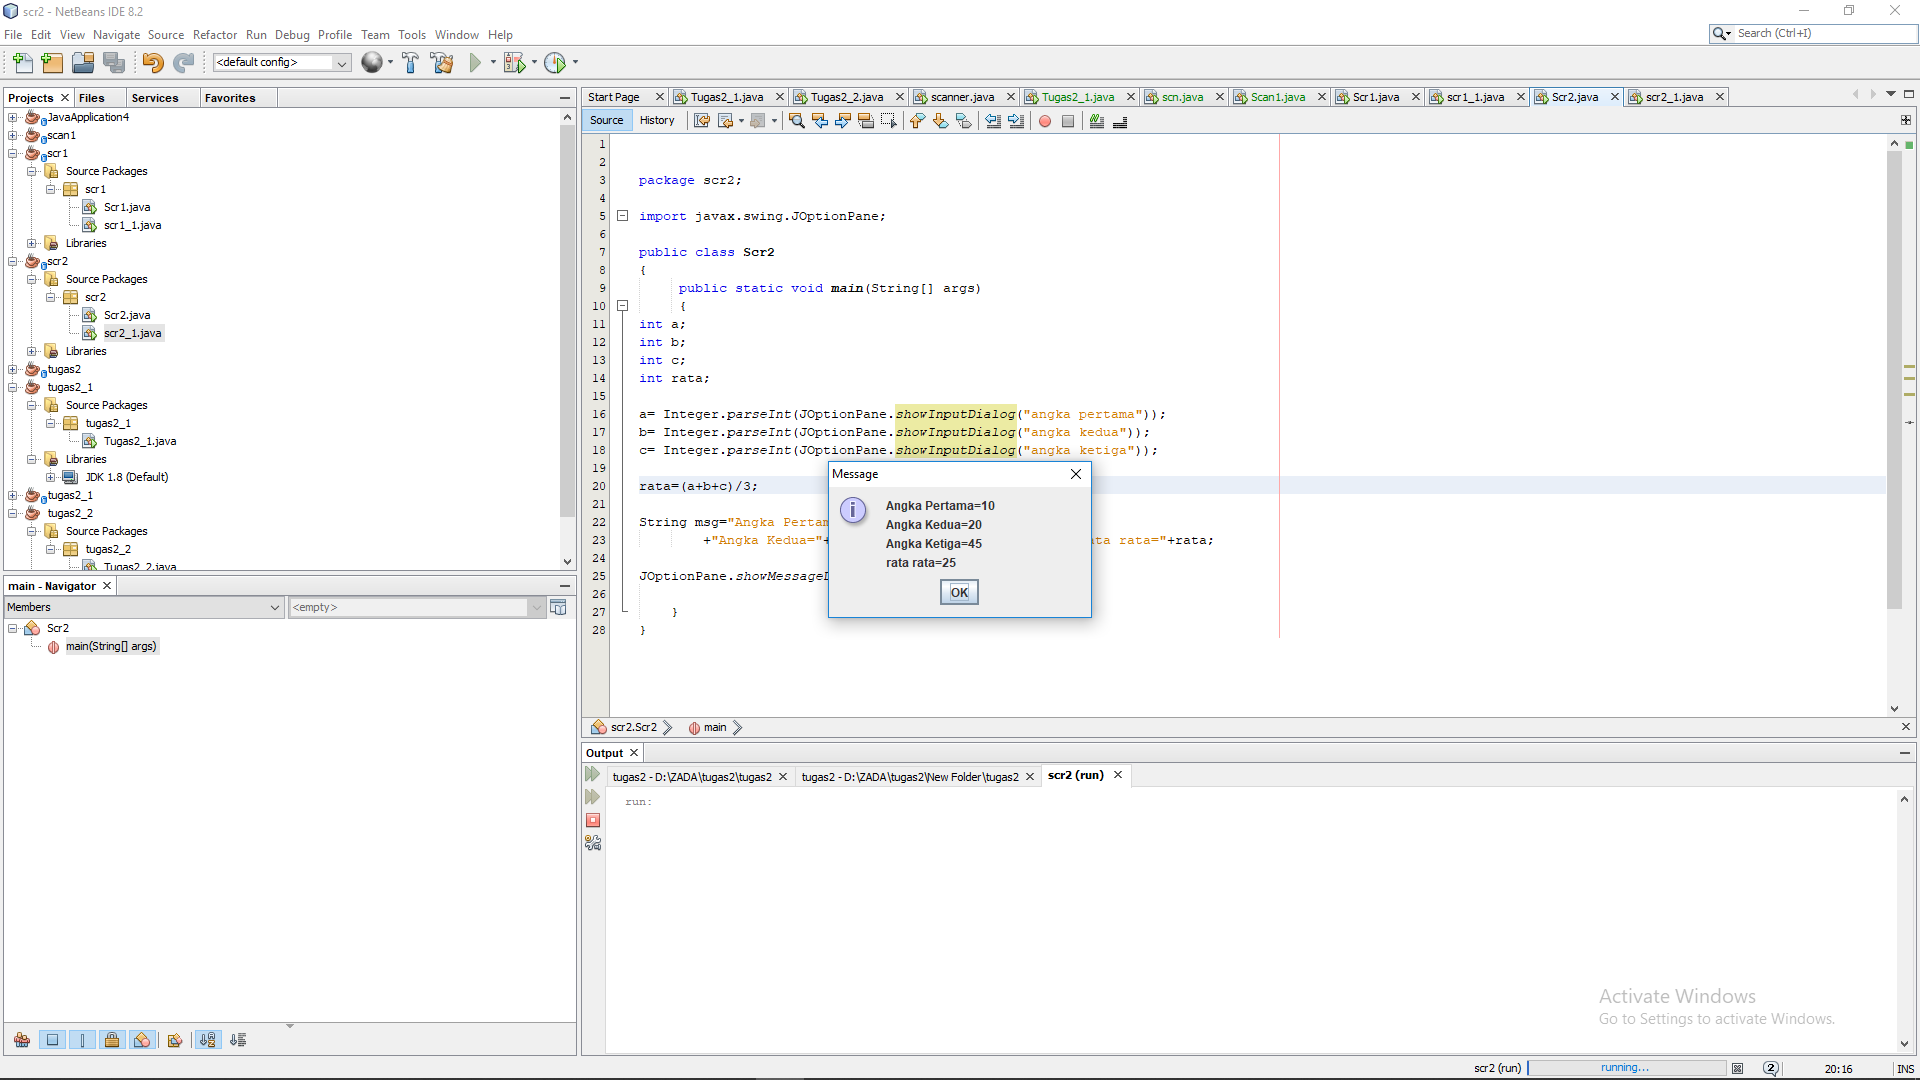 scr2 - NetBeans IDE 8.2
File Edit View Navigate Source Refactor Run Debug Profile Team Tools Window Help
Search (Ctrl+I)
<default config>
Projects Files Services Favorites
JavaApplication4
scan1
scr1
Source Packages
scr1
Scr1.java
scr1_1.java
Libraries
scr2
Source Packages
scr2
Scr2.java
scr2_1.java
Libraries
tugas2
tugas2_1
Source Packages
tugas2_1
Tugas2_1.java
Libraries
JDK 1.8 (Default)
tugas2_1
tugas2_2
Source Packages
tugas2_2
Tugas2_2.java
main - Navigator
Members <empty>
Scr2
main(String[] args)
Start Page Tugas2_1.java Tugas2_2.java scanner.java Tugas2_1.java scn.java Scan1.java Scr1.java scr1_1.java Scr2.java scr2_1.java
Source History
1
2
3 package scr2;
4
5 import javax.swing.JOptionPane;
6
7 public class Scr2
8 {
9 public static void main(String[] args)
10 {
11 int a;
12 int b;
13 int c;
14 int rata;
15
16 a= Integer.parseInt(JOptionPane.showInputDialog("angka pertama"));
17 b= Integer.parseInt(JOptionPane.showInputDialog("angka kedua"));
18 c= Integer.parseInt(JOptionPane.showInputDialog("angka ketiga"));
19
20 rata=(a+b+c)/3;
21
22 String msg="Angka Pertam
23 +"Angka Kedua="+ ata rata="+rata;
24
25 JOptionPane.showMessageD
26
27 }
28 }
Message
Angka Pertama=10
Angka Kedua=20
Angka Ketiga=45
rata rata=25
OK
scr2.Scr2 main
Output
tugas2 - D:\ZADA\tugas2\tugas2 tugas2 - D:\ZADA\tugas2\New Folder\tugas2 scr2 (run)
run:
Activate Windows
Go to Settings to activate Windows.
scr2 (run) running... 2 20:16 INS